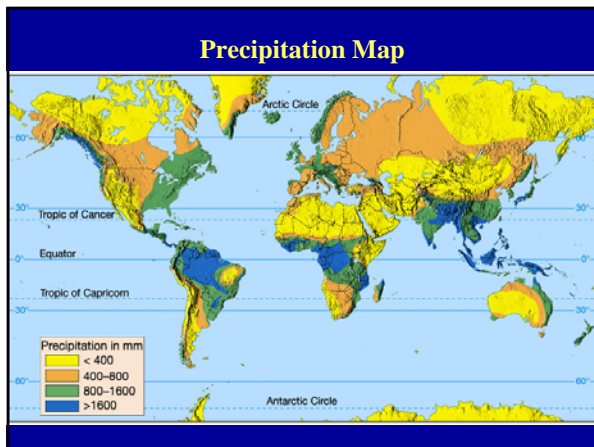 Precipitation Map
Arctic Circle
60°
60°
30°
30°
Tropic of Cancer
Equator
0°
0°
Tropic of Capricorn
30°
30°
Precipitation in mm
< 400
400–800
800–1600
>1600
60°
60°
Antarctic Circle